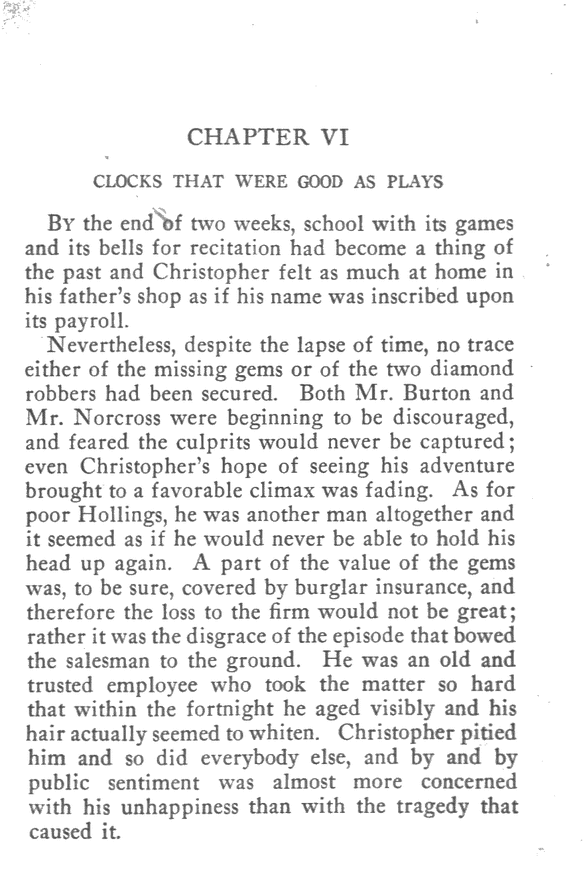 CHAPTER VI
CLOCKS THAT WERE GOOD AS PLAYS
By the end of two weeks, school with its games
and its bells for recitation had become a thing of
the past and Christopher felt as much at home in
his father's shop as if his name was inscribed upon
its payroll.
Nevertheless, despite the lapse of time, no trace
either of the missing gems or of the two diamond
robbers had been secured. Both Mr. Burton and
Mr. Norcross were beginning to be discouraged,
and feared the culprits would never be captured;
even Christopher's hope of seeing his adventure
brought to a favorable climax was fading. As for
poor Hollings, he was another man altogether and
it seemed as if he would never be able to hold his
head up again. A part of the value of the gems
was, to be sure, covered by burglar insurance, and
therefore the loss to the firm would not be great;
rather it was the disgrace of the episode that bowed
the salesman to the ground. He was an old and
trusted employee who took the matter so hard
that within the fortnight he aged visibly and his
hair actually seemed to whiten. Christopher pitied
him and so did everybody else, and by and by
public sentiment was almost more concerned
with his unhappiness than with the tragedy that
caused it.